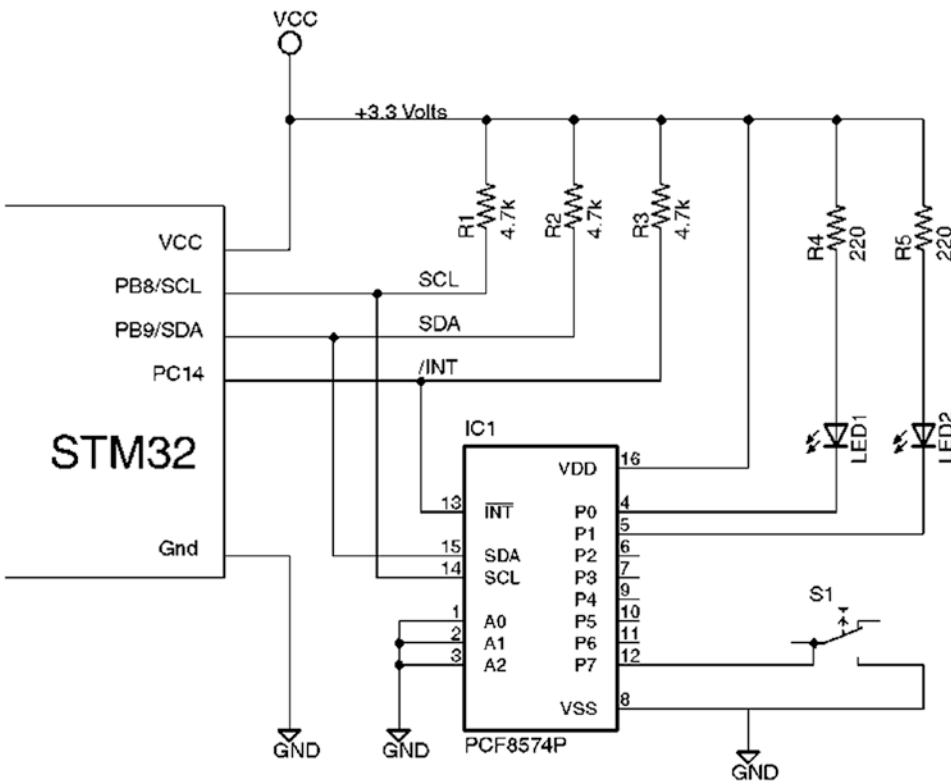 VCC
+3.3 Volts
R1
4.7k
R2
4.7k
R3
4.7k
R4
220
R5
220
VCC
PB8/SCL
SCL
PB9/SDA
SDA
PC14
/INT
STM32
Gnd
GND
IC1
VDD
16
13
INT
P0
4
P1
5
15
SDA
P2
6
14
SCL
P3
7
P4
9
1
A0
P5
10
2
A1
P6
11
3
A2
P7
12
VSS
8
PCF8574P
GND
LED1
LED2
S1
GND